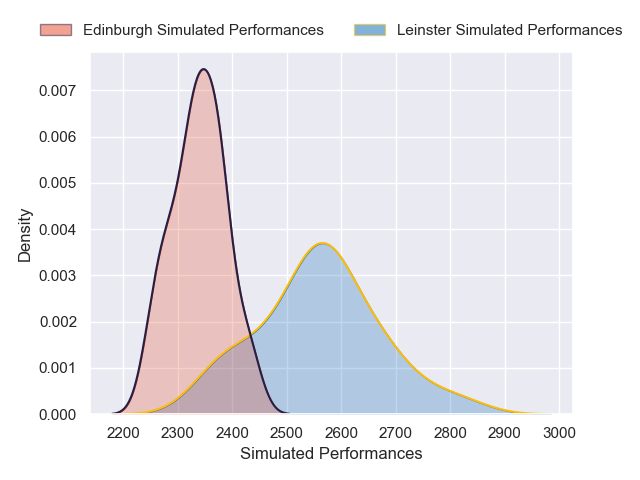 Edinburgh Simulated Performances Leinster Simulated Performances
0.007
0.006
0.005
0.004
0.003
0.002
0.001
0.000
Density
2200 2300 2400 2500 2600 2700 2800 2900 3000
Simulated Performances